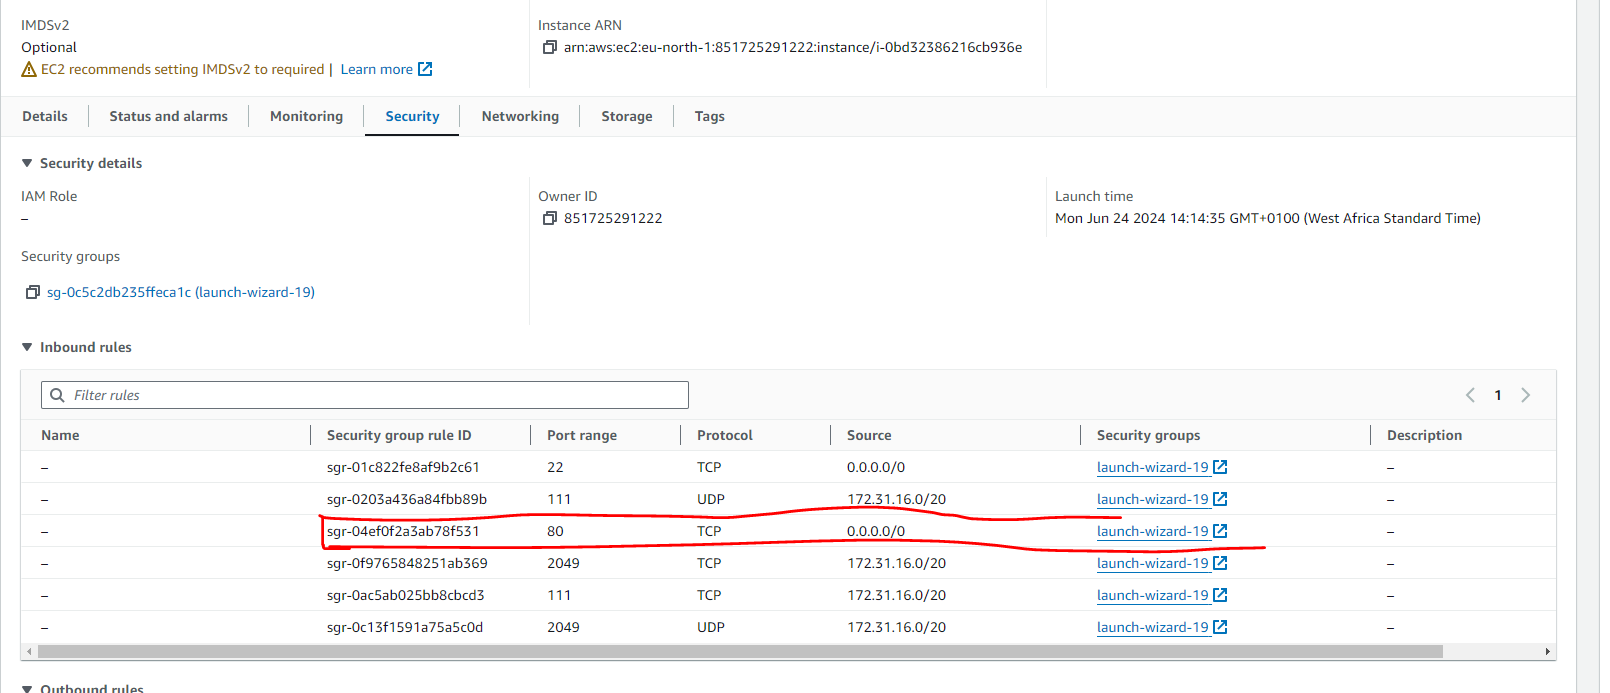 IMDSv2
Optional
EC2 recommends setting IMDSv2 to required | Learn more
Instance ARN
arn:aws:ec2:eu-north-1:851725291222:instance/i-0bd32386216cb936e
Details Status and alarms Monitoring Security Networking Storage Tags
Security details
IAM Role
–
Owner ID
851725291222
Launch time
Mon Jun 24 2024 14:14:35 GMT+0100 (West Africa Standard Time)
Security groups
sg-0c5c2db235ffeca1c (launch-wizard-19)
Inbound rules
Filter rules
1
Name Security group rule ID Port range Protocol Source Security groups Description
– sgr-01c822fe8af9b2c61 22 TCP 0.0.0.0/0 launch-wizard-19 –
– sgr-0203a436a84fbb89b 111 UDP 172.31.16.0/20 launch-wizard-19 –
– sgr-04ef0f2a3ab78f531 80 TCP 0.0.0.0/0 launch-wizard-19 –
– sgr-0f9765848251ab369 2049 TCP 172.31.16.0/20 launch-wizard-19 –
– sgr-0ac5ab025bb8cbcd3 111 TCP 172.31.16.0/20 launch-wizard-19 –
– sgr-0c13f1591a75a5c0d 2049 UDP 172.31.16.0/20 launch-wizard-19 –
Outbound rules